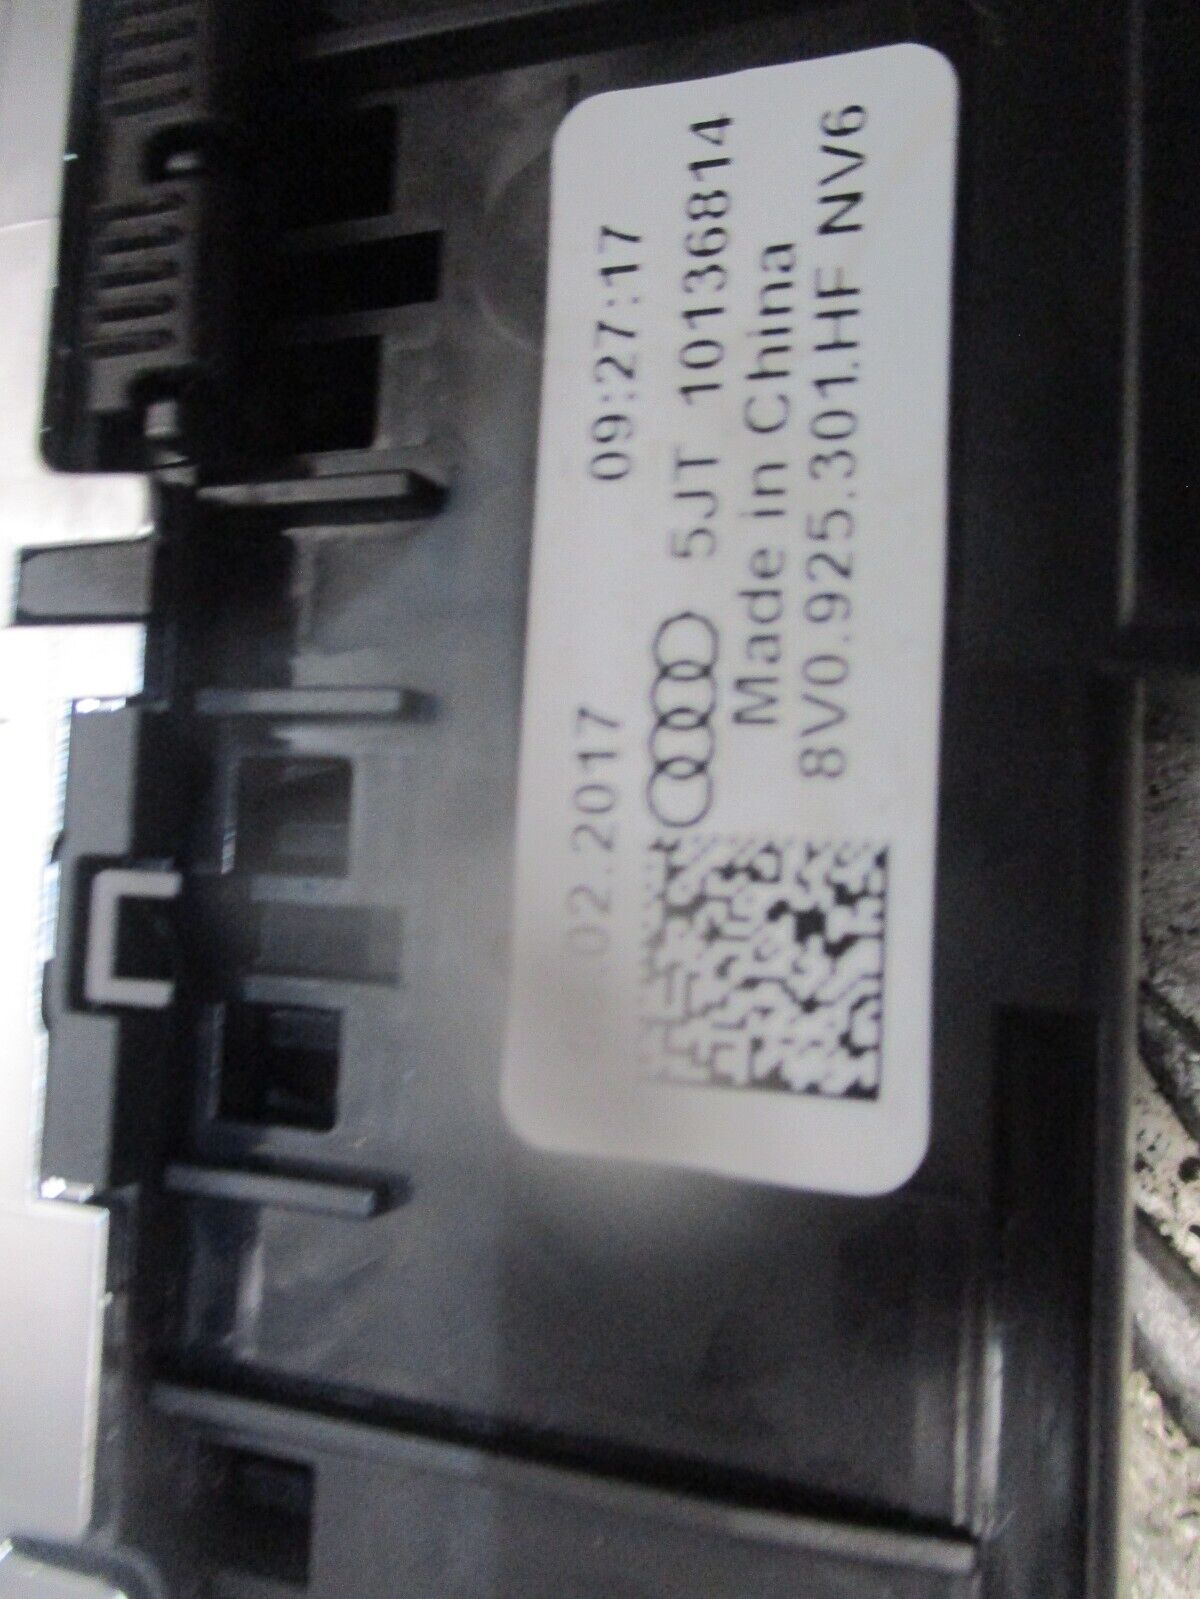 02.2017 09:27:17
5JT 10136814
Made in China
8V0.925.301.HF NV6